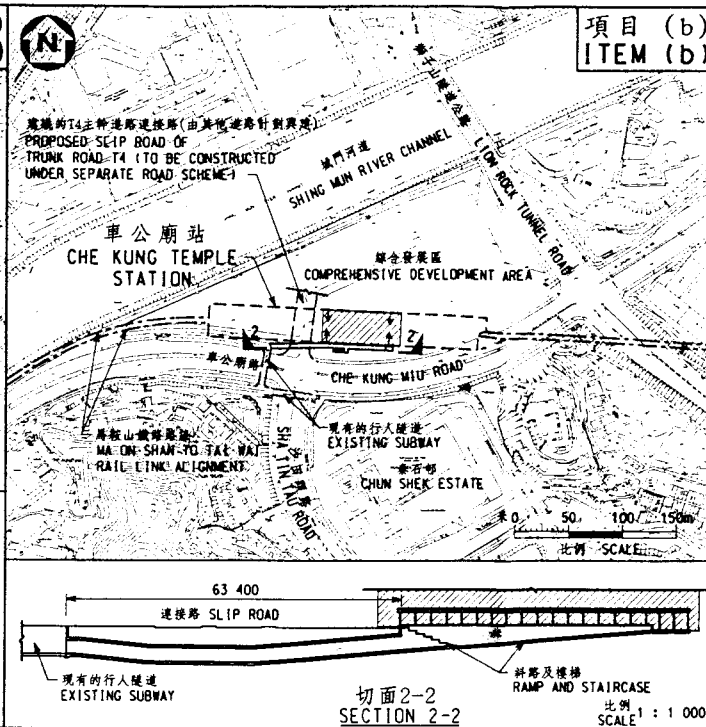 N
項目 (b)
ITEM (b)
建議的T4主幹道路連接路(由其他道路計劃興建)
PROPOSED SLIP ROAD OF
TRUNK ROAD T4 (TO BE CONSTRUCTED
UNDER SEPARATE ROAD SCHEME)
獅子山隧道公路 LION ROCK TUNNEL ROAD
城門河道
SHING MUN RIVER CHANNEL
車公廟站
CHE KUNG TEMPLE
STATION
綜合發展區
COMPREHENSIVE DEVELOPMENT AREA
2
2
車公廟路
CHE KUNG MIU ROAD
馬鞍山鐵路
MA ON SHAN TO TAI WAI
RAIL LINK ALIGNMENT
沙田頭路
SHA TIN TAU ROAD
現有的行人隧道
EXISTING SUBWAY
秦石邨
CHUN SHEK ESTATE
米 0 50 100 150m
比例 SCALE
63 400
連接路 SLIP ROAD
現有的行人隧道
EXISTING SUBWAY
斜路及樓梯
RAMP AND STAIRCASE
切面2-2
SECTION 2-2
比例
SCALE 1 : 1 000